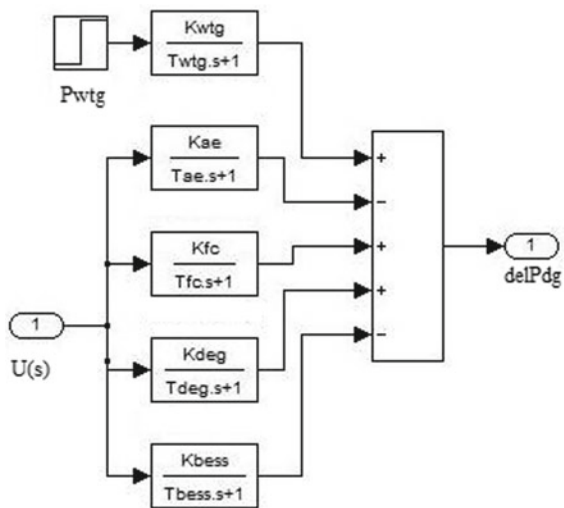 Kwtg
Twtg.s+1
Pwtg
Kae
Tae.s+1
Kfc
Tfc.s+1
Kdeg
Tdeg.s+1
Kbess
Tbess.s+1
1
U(s)
+
−
+
+
−
1
delPdg